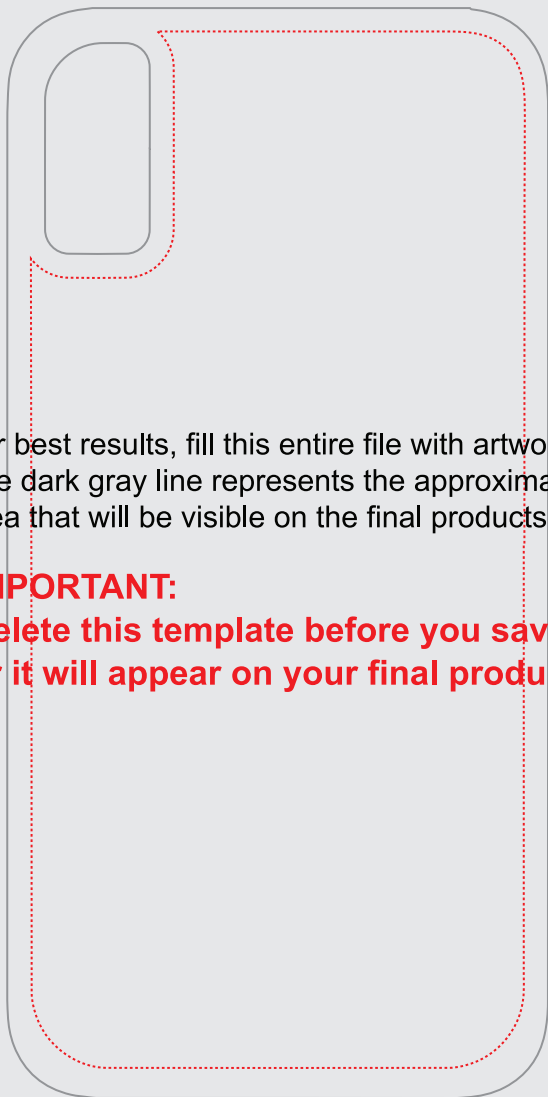 r best results, fill this entire file with artwo
e dark gray line represents the approxima
ea that will be visible on the final products
MPORTANT:
elete this template before you sav
r it will appear on your final produ